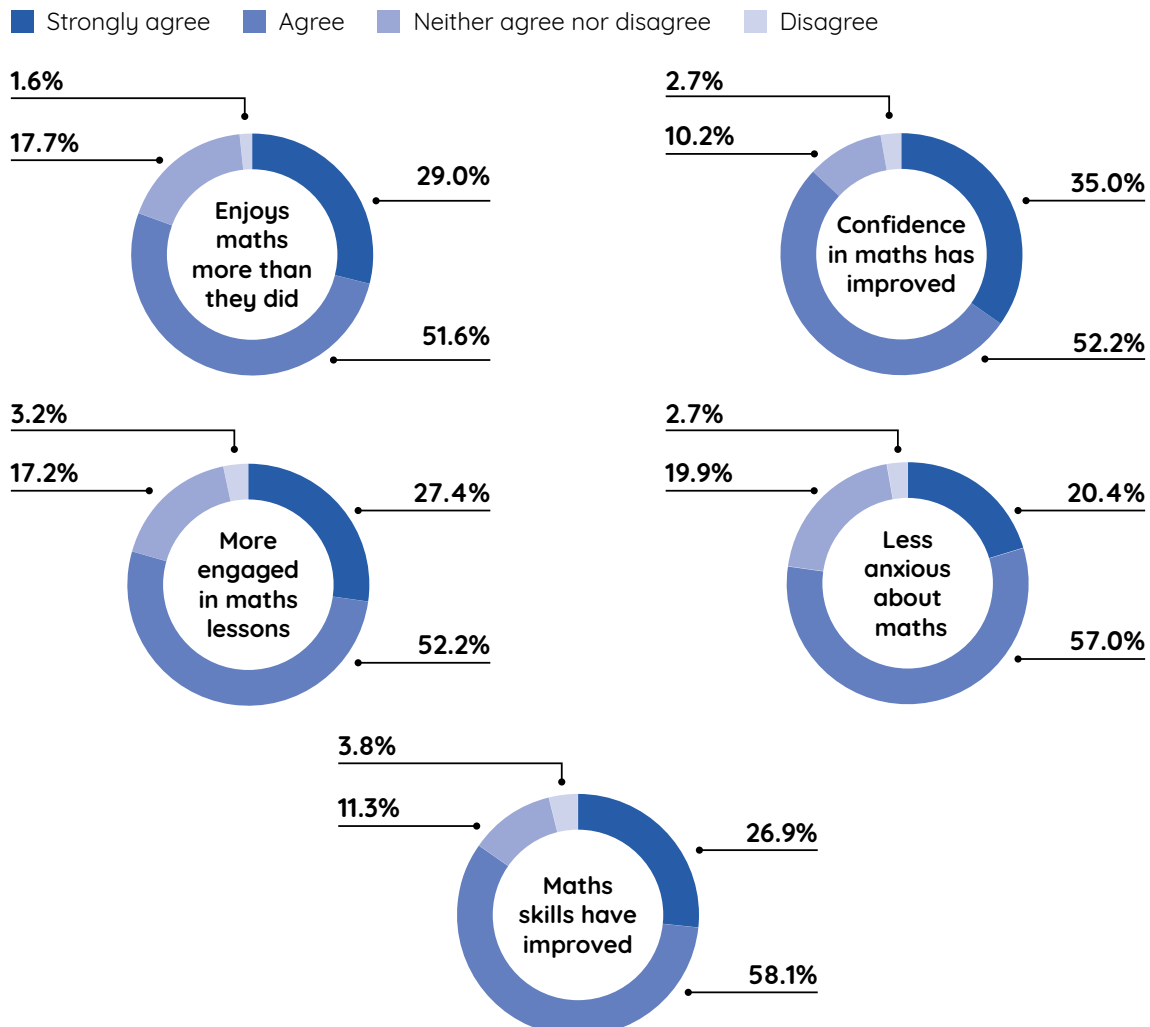 Strongly agree Agree Neither agree nor disagree Disagree
1.6%
17.7%
29.0%
Enjoys
maths
more than
they did
51.6%
2.7%
10.2%
35.0%
Confidence
in maths has
improved
52.2%
3.2%
17.2%
27.4%
More
engaged
in maths
lessons
52.2%
2.7%
19.9%
20.4%
Less
anxious
about
maths
57.0%
3.8%
11.3%
26.9%
Maths
skills have
improved
58.1%